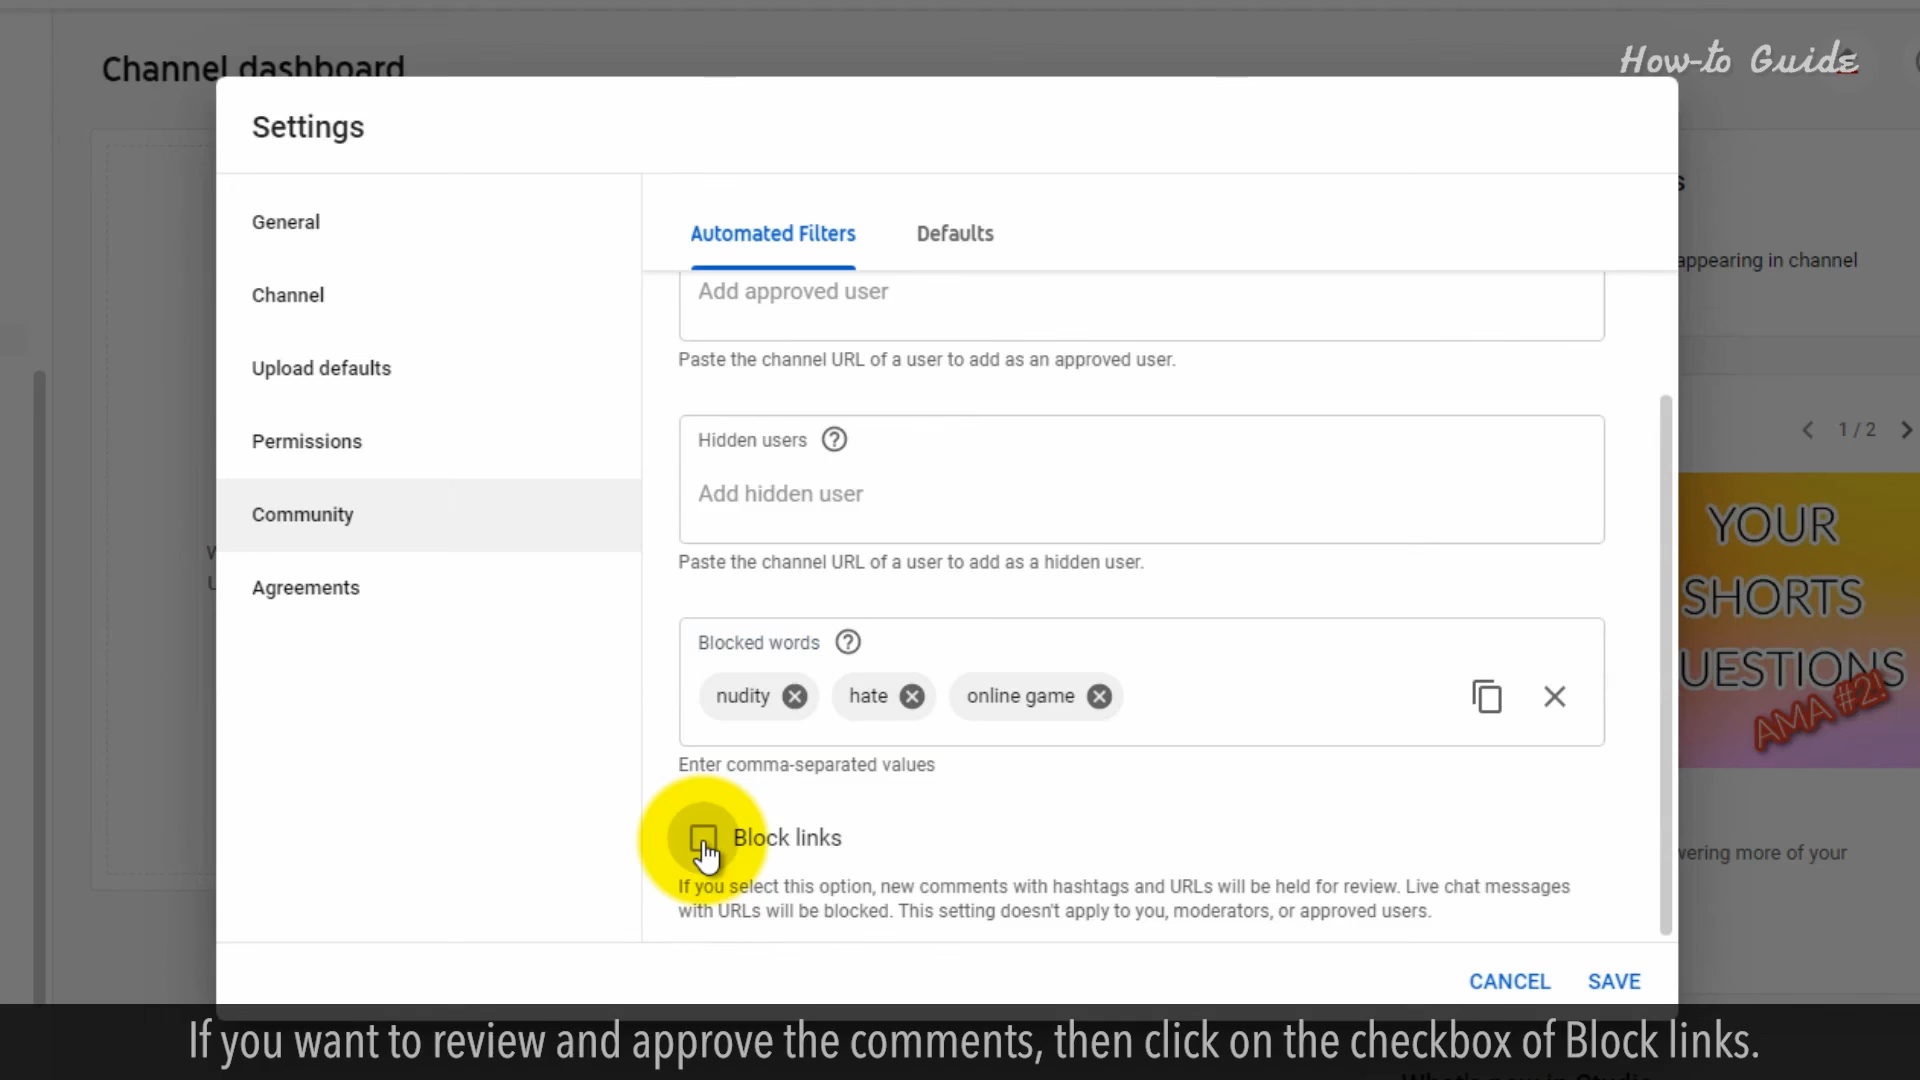 Channel dashboard
How-to Guide
Settings
General
Channel
Upload defaults
Permissions
Community
Agreements
Automated Filters
Defaults
Add approved user
Paste the channel URL of a user to add as an approved user.
Hidden users
Add hidden user
Paste the channel URL of a user to add as a hidden user.
Blocked words
nudity
hate
online game
Enter comma-separated values
Block links
If you select this option, new comments with hashtags and URLs will be held for review. Live chat messages
with URLs will be blocked. This setting doesn't apply to you, moderators, or approved users.
CANCEL SAVE
appearing in channel
1 / 2
YOUR
SHORTS
UESTIONS
AMA #2!
wering more of your
If you want to review and approve the comments, then click on the checkbox of Block links.